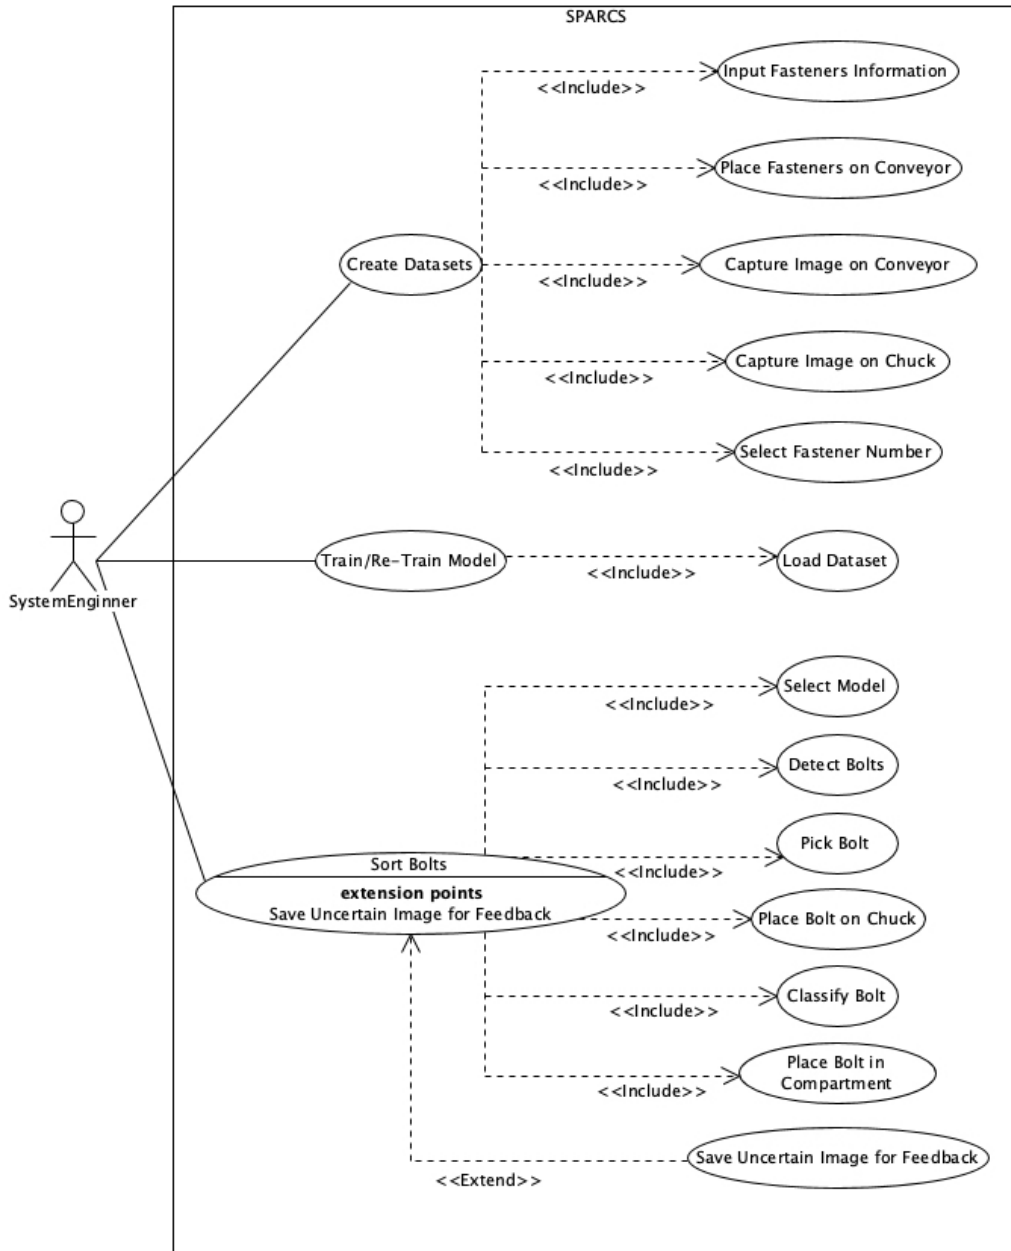 SPARCS
Input Fasteners Information
<<Include>>
Place Fasteners on Conveyor
<<Include>>
Create Datasets
Capture Image on Conveyor
<<Include>>
Capture Image on Chuck
<<Include>>
Select Fastener Number
<<Include>>
SystemEnginner
Train/Re-Train Model
Load Dataset
<<Include>>
Select Model
<<Include>>
Detect Bolts
<<Include>>
Pick Bolt
<<Include>>
Sort Bolts
extension points
Save Uncertain Image for Feedback
Place Bolt on Chuck
<<Include>>
Classify Bolt
<<Include>>
Place Bolt in
Compartment
<<Include>>
Save Uncertain Image for Feedback
<<Extend>>